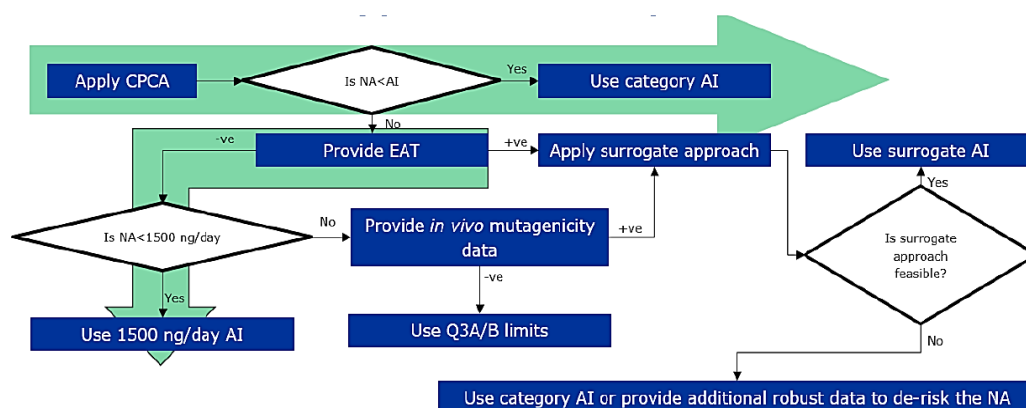 Apply CPCA
Is NA<AI
Yes
Use category AI
No
-ve
Provide EAT
+ve
Apply surrogate approach
Use surrogate AI
Yes
Is NA<1500 ng/day
No
Provide in vivo mutagenicity
data
+ve
Is surrogate
approach
feasible?
-ve
Yes
Use 1500 ng/day AI
Use Q3A/B limits
No
Use category AI or provide additional robust data to de-risk the NA